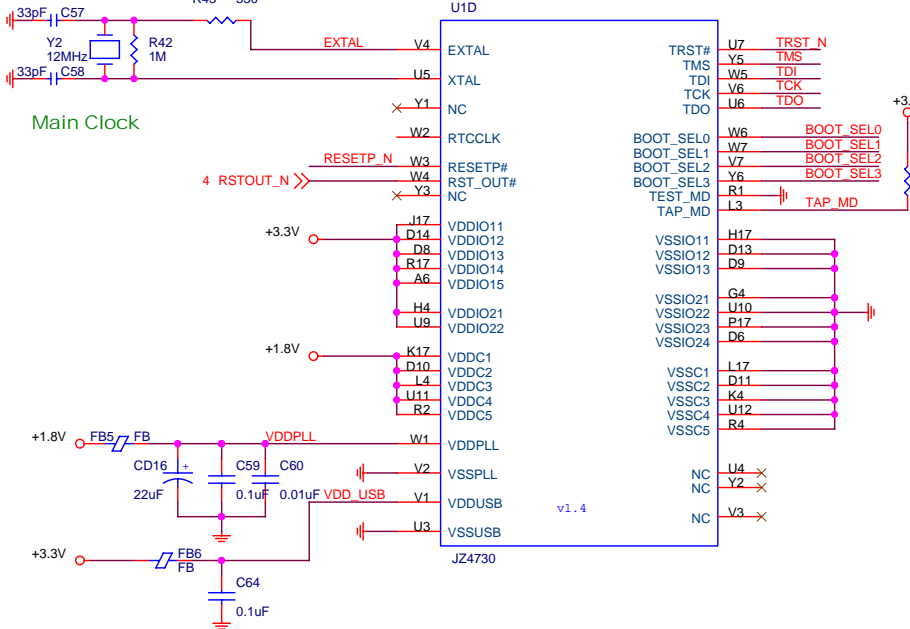 U1D
33pF C57
Y2
12MHz
R42
1M
33pF C58
Main Clock
EXTAL V4 EXTAL
U5 XTAL
Y1 NC
W2 RTCCLK
RESETP_N W3 RESETP#
4 RSTOUT_N W4 RST_OUT#
Y3 NC
+3.3V
J17 VDDIO11
D14 VDDIO12
D8 VDDIO13
R17 VDDIO14
A6 VDDIO15
H4 VDDIO21
U9 VDDIO22
+1.8V
K17 VDDC1
D10 VDDC2
L4 VDDC3
U11 VDDC4
R2 VDDC5
+1.8V FB5 FB VDDPLL W1 VDDPLL
CD16 + C59 C60
22uF 0.1uF 0.01uF
V2 VSSPLL
VDD_USB V1 VDDUSB
U3 VSSUSB
+3.3V FB6
FB
C64
0.1uF
TRST# U7 TRST_N
TMS Y5 TMS
TDI W5 TDI
TCK V6 TCK
TDO U6 TDO
BOOT_SEL0 W6 BOOT_SEL0
BOOT_SEL1 W7 BOOT_SEL1
BOOT_SEL2 V7 BOOT_SEL2
BOOT_SEL3 Y6 BOOT_SEL3
TEST_MD R1
TAP_MD L3 TAP_MD
VSSIO11 H17
VSSIO12 D13
VSSIO13 D9
VSSIO21 G4
VSSIO22 U10
VSSIO23 P17
VSSIO24 D6
VSSC1 L17
VSSC2 D11
VSSC3 K4
VSSC4 U12
VSSC5 R4
NC U4
NC Y2
NC V3
v1.4
JZ4730